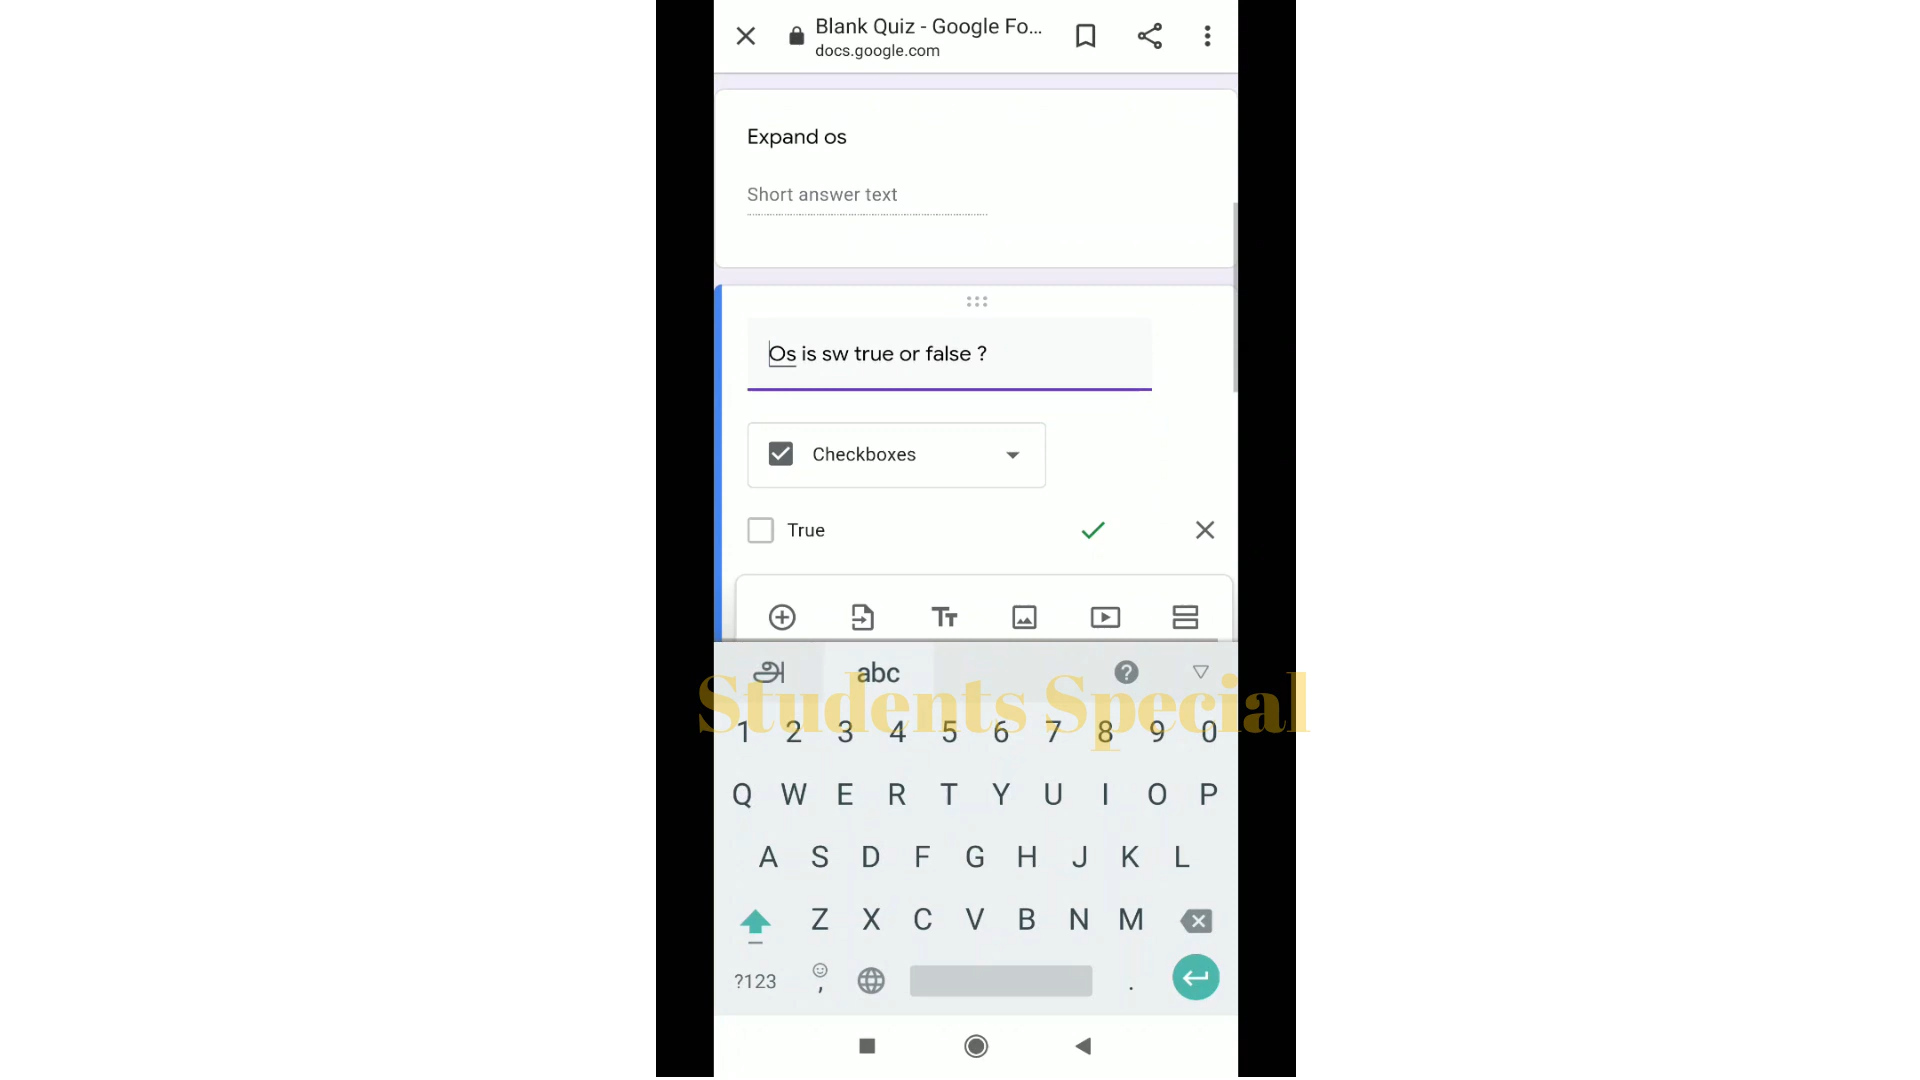 Blank Quiz - Google Fo...
docs.google.com
Expand os
Short answer text
Os is sw true or false ?
Checkboxes
True
அ abc
Students Special
1 2 3 4 5 6 7 8 9 0
Q W E R T Y U I O P
A S D F G H J K L
Z X C V B N M
?123 , .